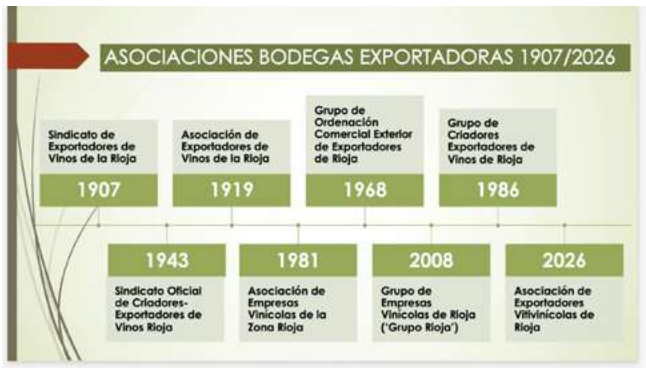 ASOCIACIONES BODEGAS EXPORTADORAS 1907/2026
Sindicato de
Exportadores de
Vinos de la Rioja
1907
Asociación de
Exportadores de
Vinos de la Rioja
1919
Grupo de
Ordenación
Comercial Exterior
de Exportadores
de Rioja
1968
Grupo de
Criadores
Exportadores de
Vinos de Rioja
1986
1943
Sindicato Oficial
de Criadores-
Exportadores de
Vinos Rioja
1981
Asociación de
Empresas
Vinícolas de la
Zona Rioja
2008
Grupo de
Empresas
Vinícolas de Rioja
('Grupo Rioja')
2026
Asociación de
Exportadores
Vitivinícolas de
Rioja